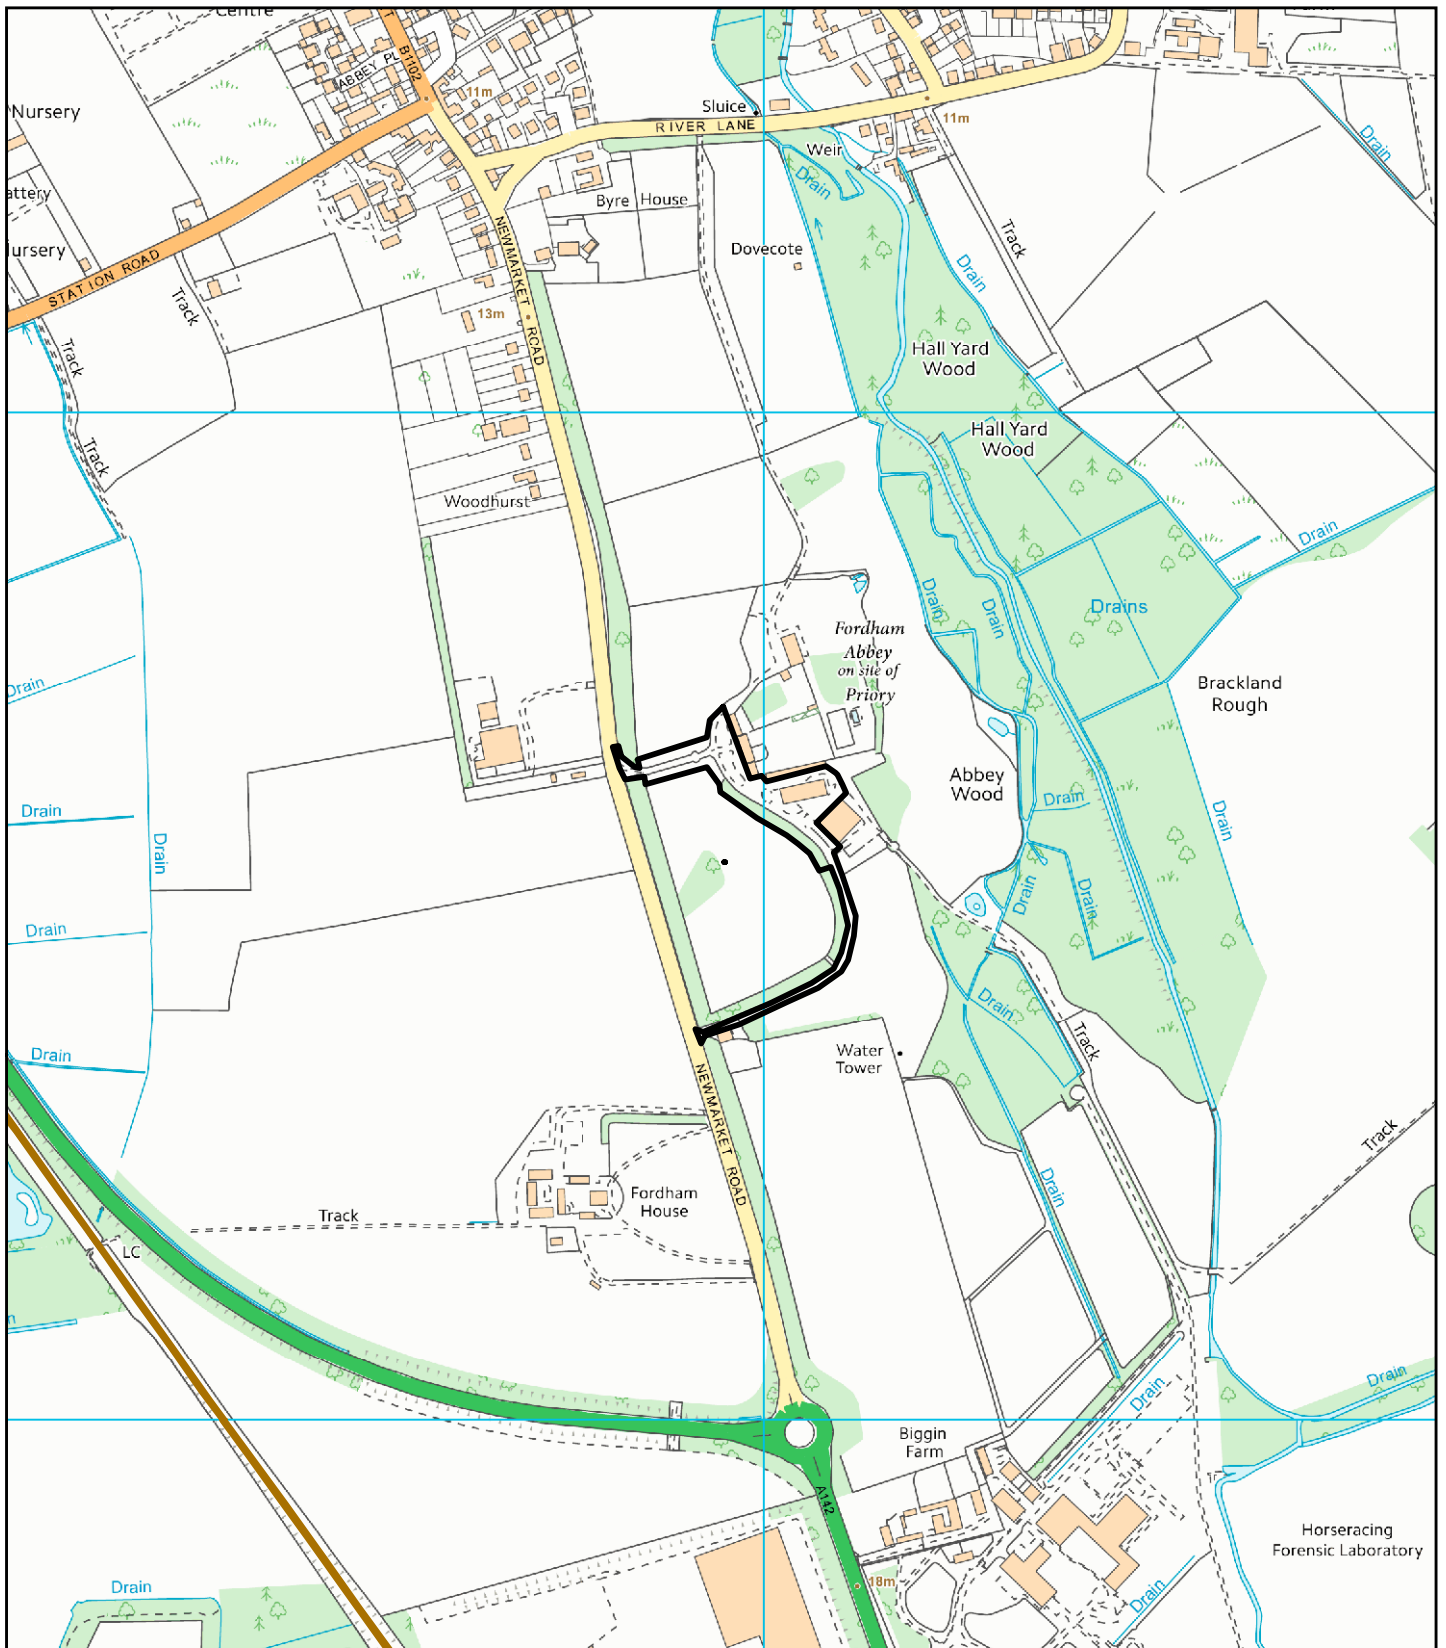 Centre
B1102
ABBEY PL
11m
Nursery
Sluice
RIVER LANE
11m
Weir
Drain
Drain
attery
Byre House
Track
Dovecote
ursery
STATION ROAD
Track
NEWMARKET ROAD
Drain
13m
Track
Hall Yard
Wood
Track
Hall Yard
Wood
Woodhurst
Drain
Drain
Drain
Drains
Fordham
Abbey
on site of
Priory
Drain
Brackland
Rough
Abbey
Wood
Drain
Drain
Drain
Drain
Drain
Drain
Drain
Drain
Drain
Water
Tower
Track
NEWMARKET ROAD
Track
Drain
Fordham
House
Track
LC
n
Drain
Drain
Biggin
Farm
A142
Horseracing
Forensic Laboratory
18m
Drain
Drain